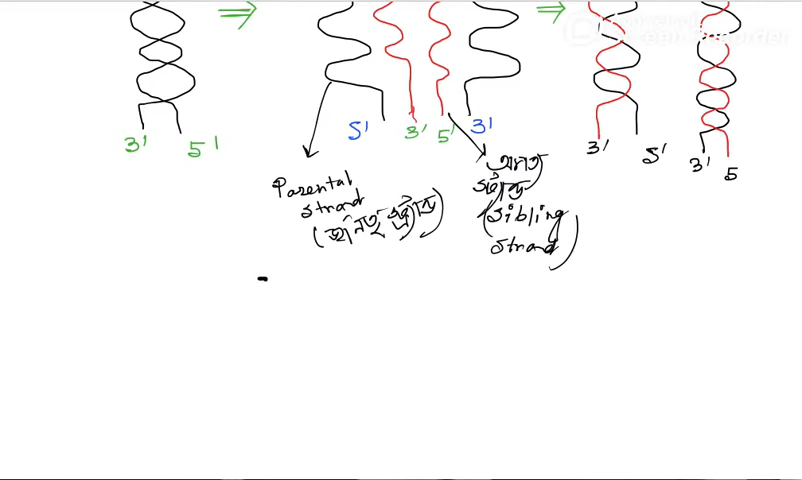 3' 5'
5' 3' 5' 3'
3' 5' 3' 5
Parental
strand
অপত্য
স্ট্র্যান্ড
(sibling
strand)